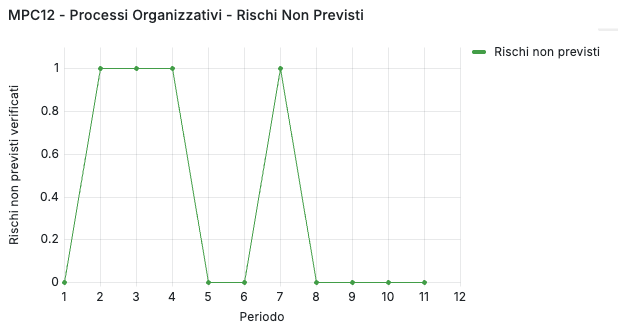 MPC12 - Processi Organizzativi - Rischi Non Previsti
Rischi non previsti
Rischi non previsti verificati
1
0.8
0.6
0.4
0.2
0
1 2 3 4 5 6 7 8 9 10 11 12
Periodo